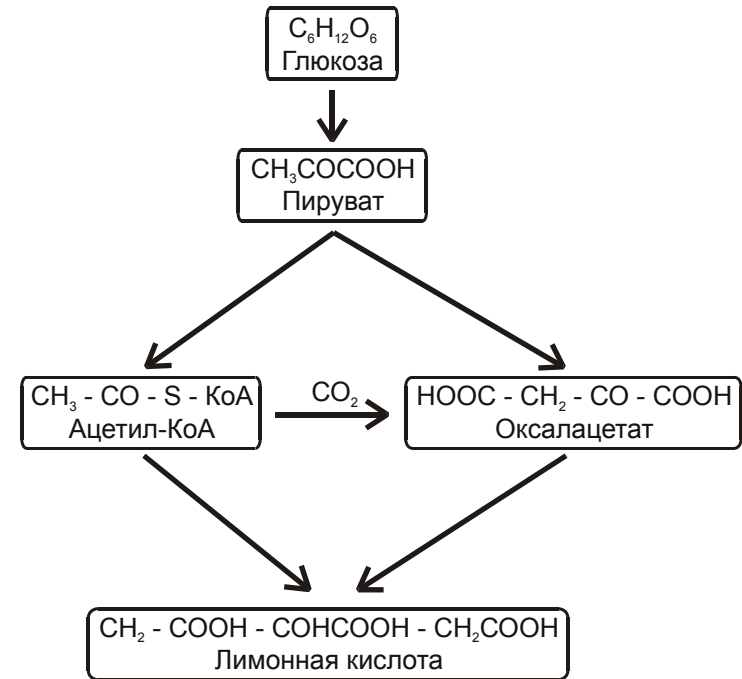 C₆H₁₂O₆
Глюкоза
CH₃COCOOH
Пируват
CH₃ - CO - S - КоА
Ацетил-КоА
CO₂
HOOC - CH₂ - CO - COOH
Оксалацетат
CH₂ - COOH - COHCOOH - CH₂COOH
Лимонная кислота